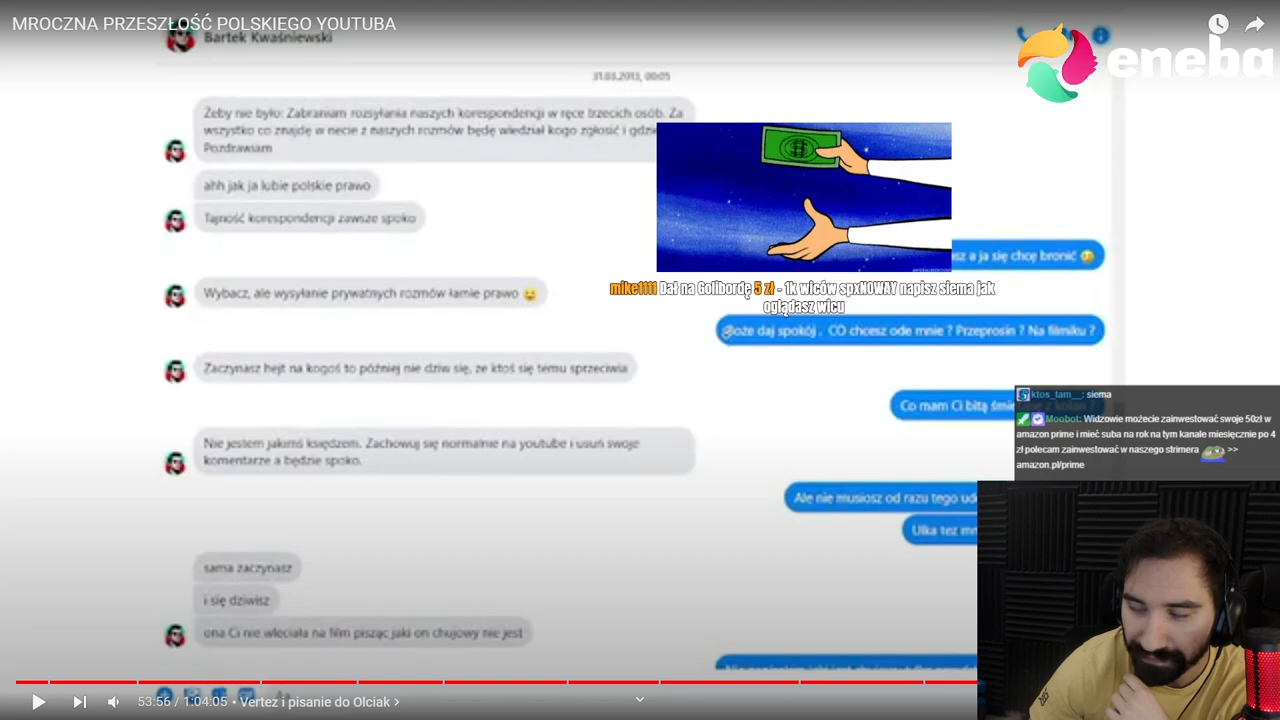 MROCZNA PRZESZŁOŚĆ POLSKIEGO YOUTUBA
Bartek Kwaśniewski
eneba
31.03.2013, 00:05
Żeby nie było: Zabraniam rozsyłania naszych korespondencji w ręce trzecich osób. Za
wszystko co znajdę w necie z naszych rozmów będę wiedział kogo zgłosić i gdzie
Pozdrawiam
ahh jak ja lubie polskie prawo
Tajność korespondencji zawsze spoko
asz a ja się chcę bronić
Wybacz, ale wysyłanie prywatnych rozmów łamie prawo
mike1111 Dał na Golibordę 5 zł - 1k wiców spxNOWAY napisz siema jak
oglądasz wicu
Boże daj spokój . CO chcesz ode mnie ? Przeprosin ? Na filmiku ?
Zaczynasz hejt na kogoś to później nie dziw się, ze ktoś się temu sprzeciwia
Co mam Ci bitą śmie
ktos_tam__: siema
Moobot: Widzowie możecie zainwestować swoje 50zł w
amazon prime i mieć suba na rok na tym kanale miesięcznie po 4
zł polecam zainwestować w naszego strimera >>
amazon.pl/prime
Nie jestem jakimś księdzem. Zachowuj się normalnie na youtube i usuń swoje
komentarze a będzie spoko.
Ale nie musiosz od razu tego ud
Ulka tez mn
sama zaczynasz
i się dziwisz
ona Ci nie wleciała na film pisząc jaki on chujowy nie jest
53:56 / 1:04:05 • Vertez i pisanie do Olciak >